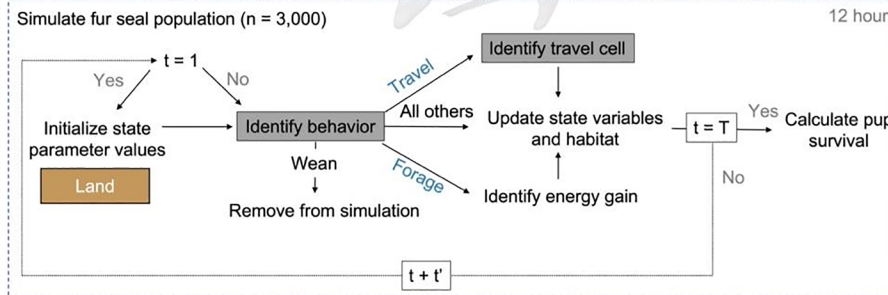 Simulate fur seal population (n = 3,000)
12 hour
t = 1
Yes
No
Travel
Identify travel cell
Initialize state
parameter values
Identify behavior
All others
Update state variables
and habitat
t = T
Yes
Calculate pup
survival
Land
Wean
Forage
No
Remove from simulation
Identify energy gain
t + t'